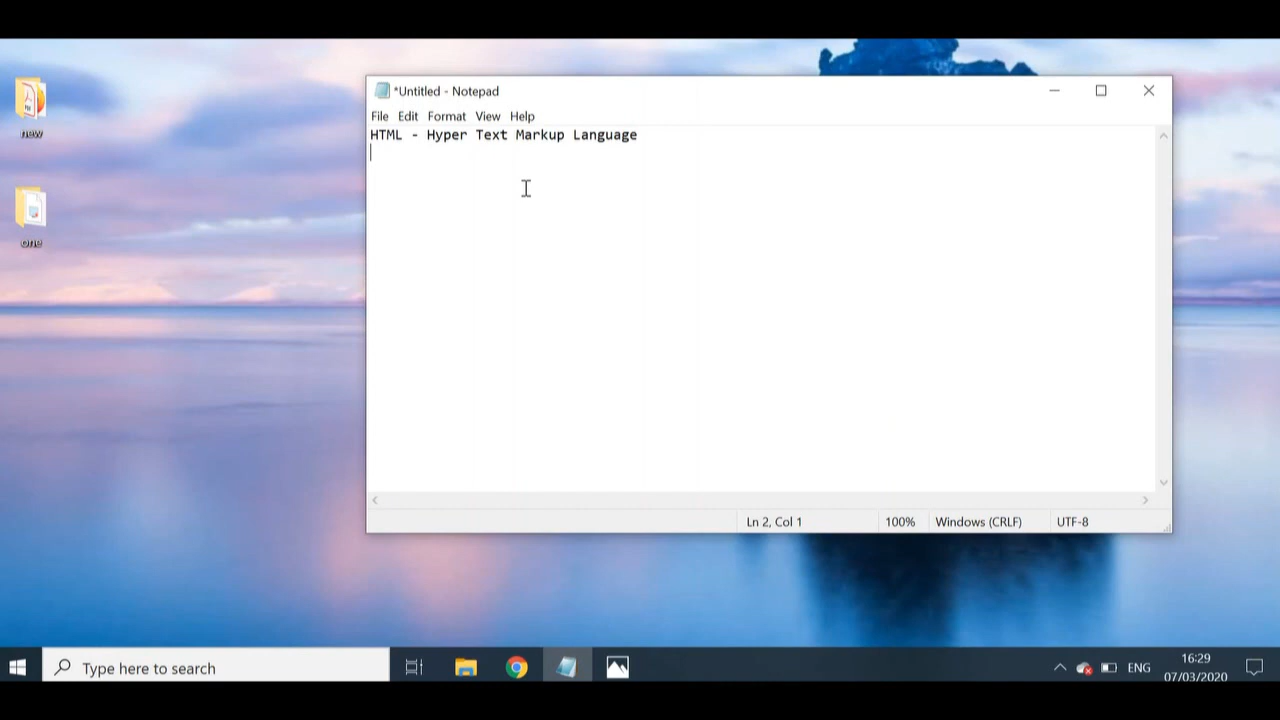 new
one
*Untitled - Notepad
File Edit Format View Help
HTML - Hyper Text Markup Language
Ln 2, Col 1
100%
Windows (CRLF)
UTF-8
Type here to search
ENG
16:29
07/03/2020